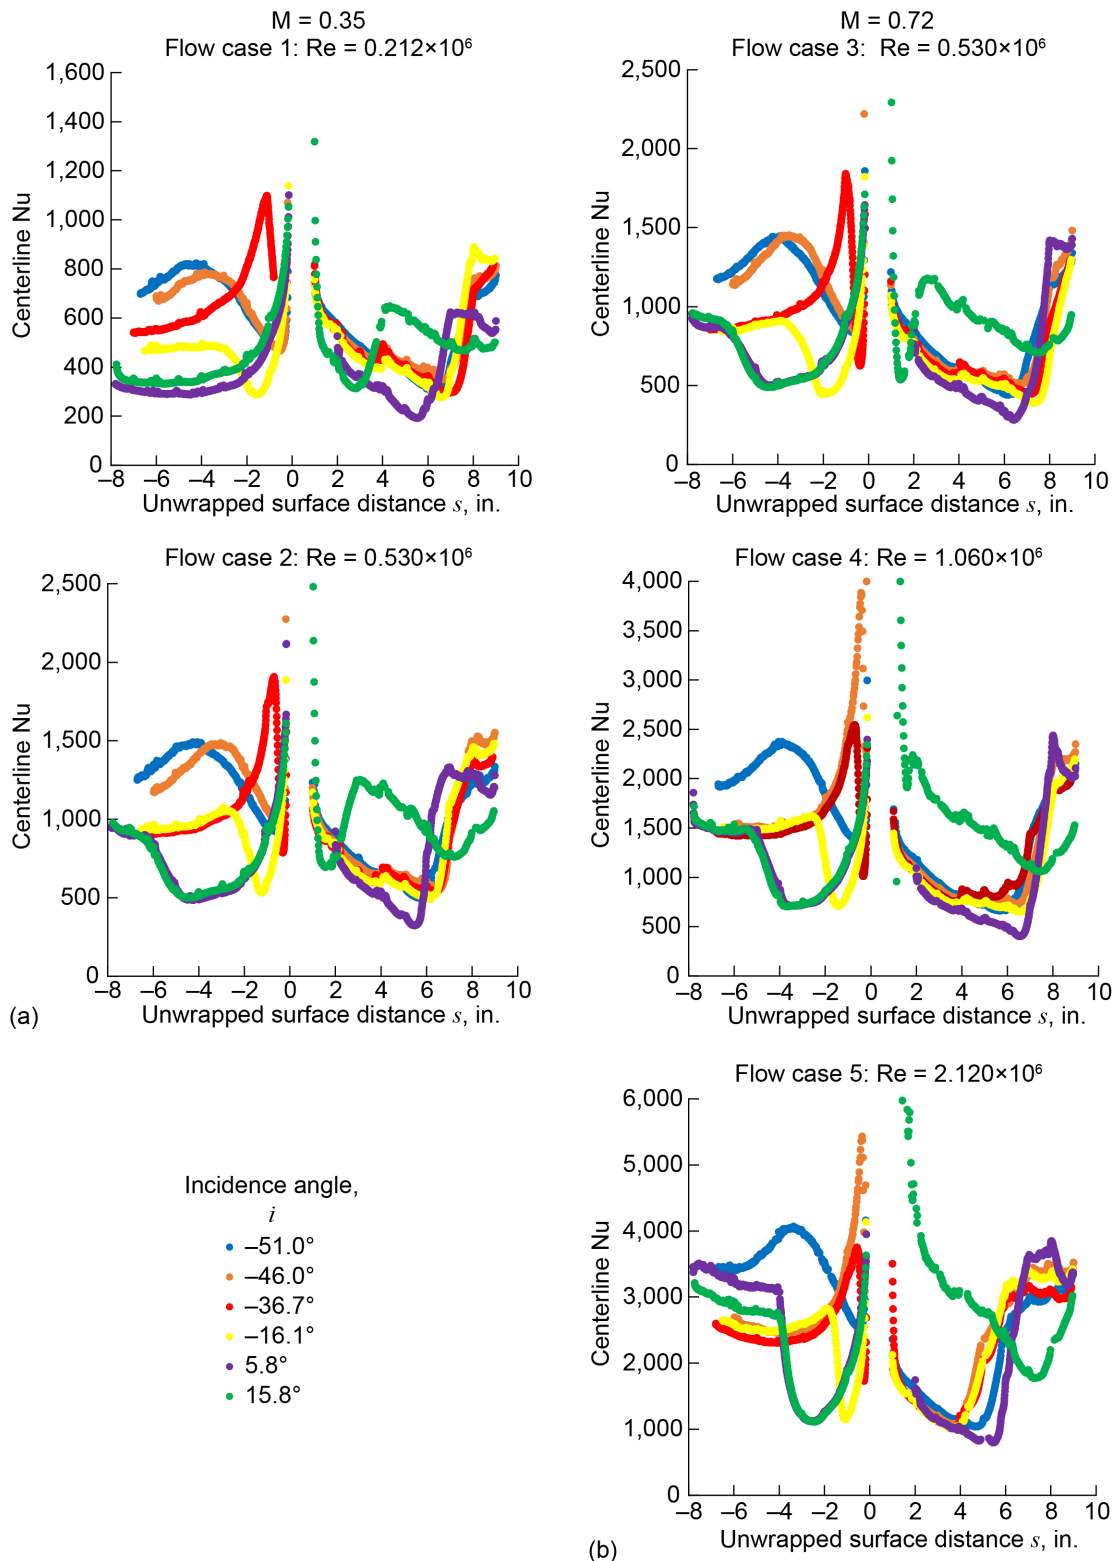 M = 0.35
Flow case 1: Re = 0.212×10⁶
1,600
1,400
1,200
1,000
800
600
400
200
0
Centerline Nu
–8 –6 –4 –2 0 2 4 6 8 10
Unwrapped surface distance s, in.
Flow case 2: Re = 0.530×10⁶
2,500
2,000
1,500
1,000
500
0
Centerline Nu
–8 –6 –4 –2 0 2 4 6 8 10
Unwrapped surface distance s, in.
(a)
Incidence angle,
i
–51.0°
–46.0°
–36.7°
–16.1°
5.8°
15.8°
M = 0.72
Flow case 3: Re = 0.530×10⁶
2,500
2,000
1,500
1,000
500
0
Centerline Nu
–8 –6 –4 –2 0 2 4 6 8 10
Unwrapped surface distance s, in.
Flow case 4: Re = 1.060×10⁶
4,000
3,500
3,000
2,500
2,000
1,500
1,000
500
0
Centerline Nu
–8 –6 –4 –2 0 2 4 6 8 10
Unwrapped surface distance s, in.
Flow case 5: Re = 2.120×10⁶
6,000
5,000
4,000
3,000
2,000
1,000
0
Centerline Nu
–8 –6 –4 –2 0 2 4 6 8 10
Unwrapped surface distance s, in.
(b)